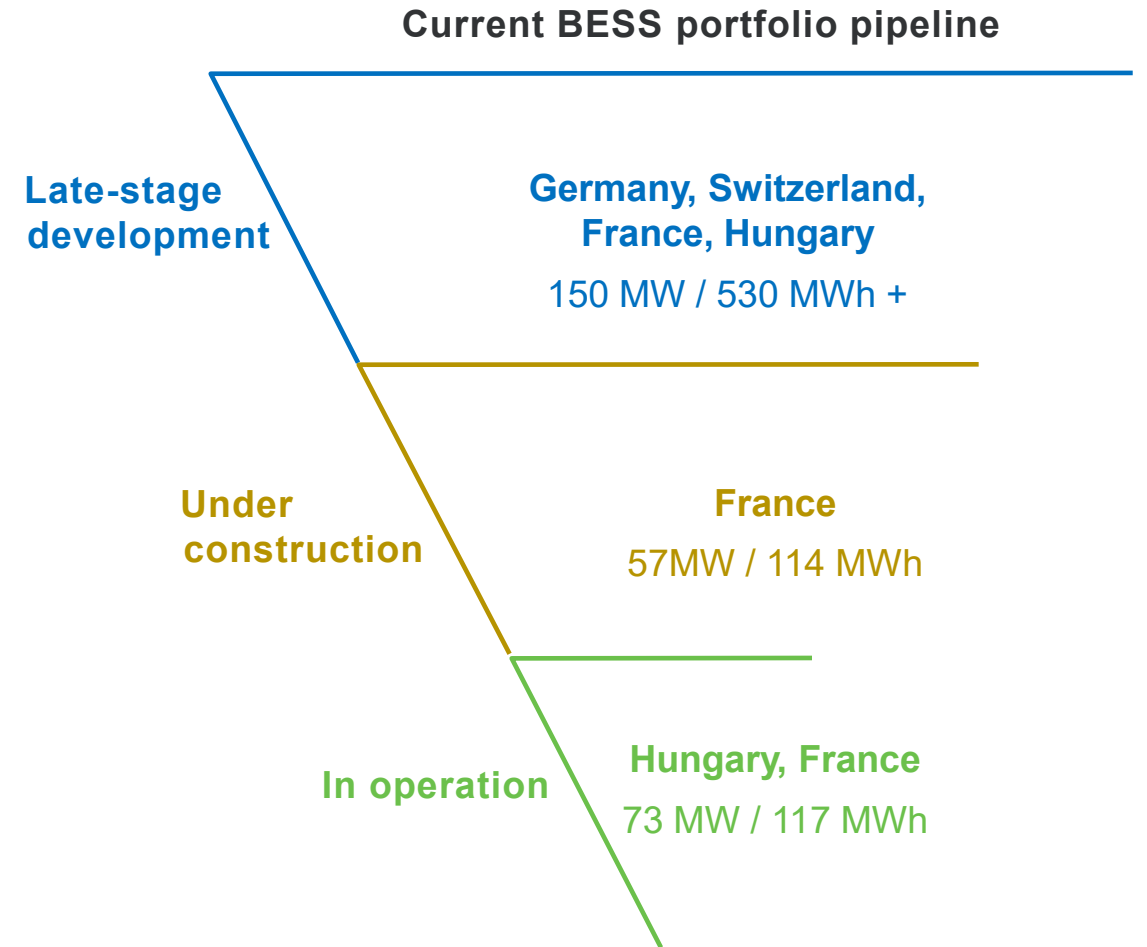 Current BESS portfolio pipeline
Late-stage
development
Germany, Switzerland,
France, Hungary
150 MW / 530 MWh +
Under
construction
France
57MW / 114 MWh
In operation
Hungary, France
73 MW / 117 MWh